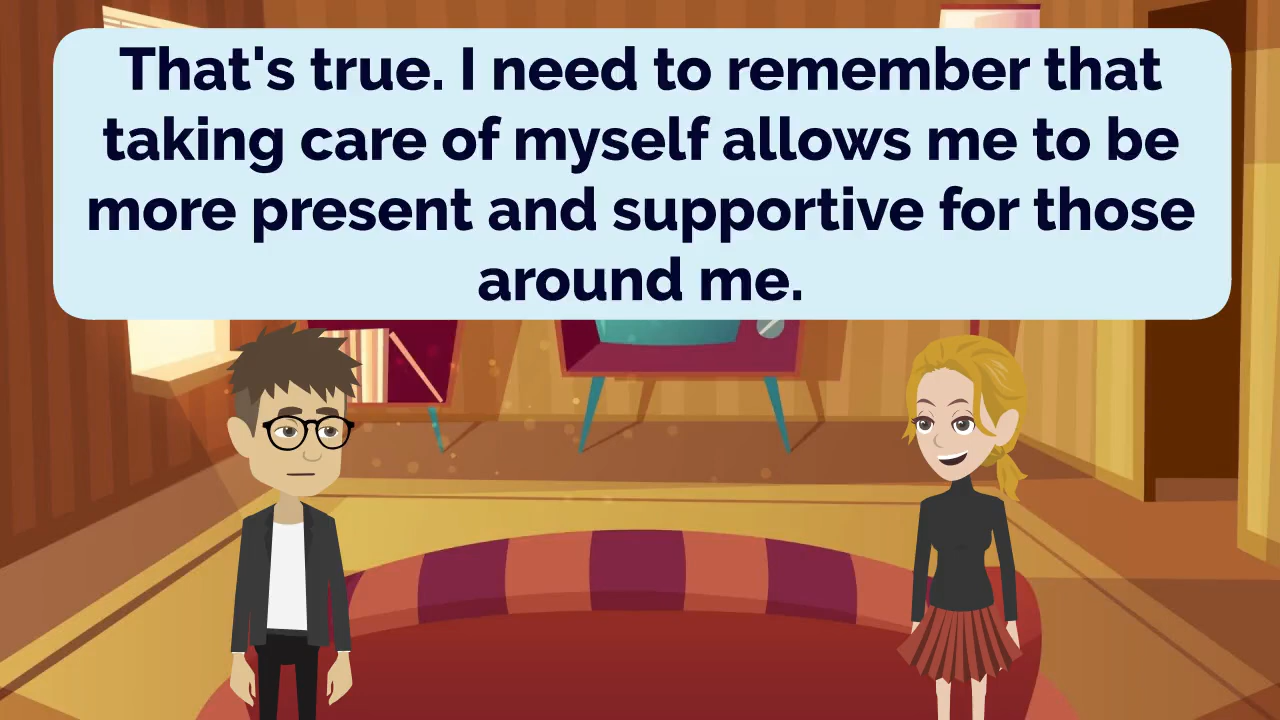 That's true. I need to remember that
taking care of myself allows me to be
more present and supportive for those
around me.